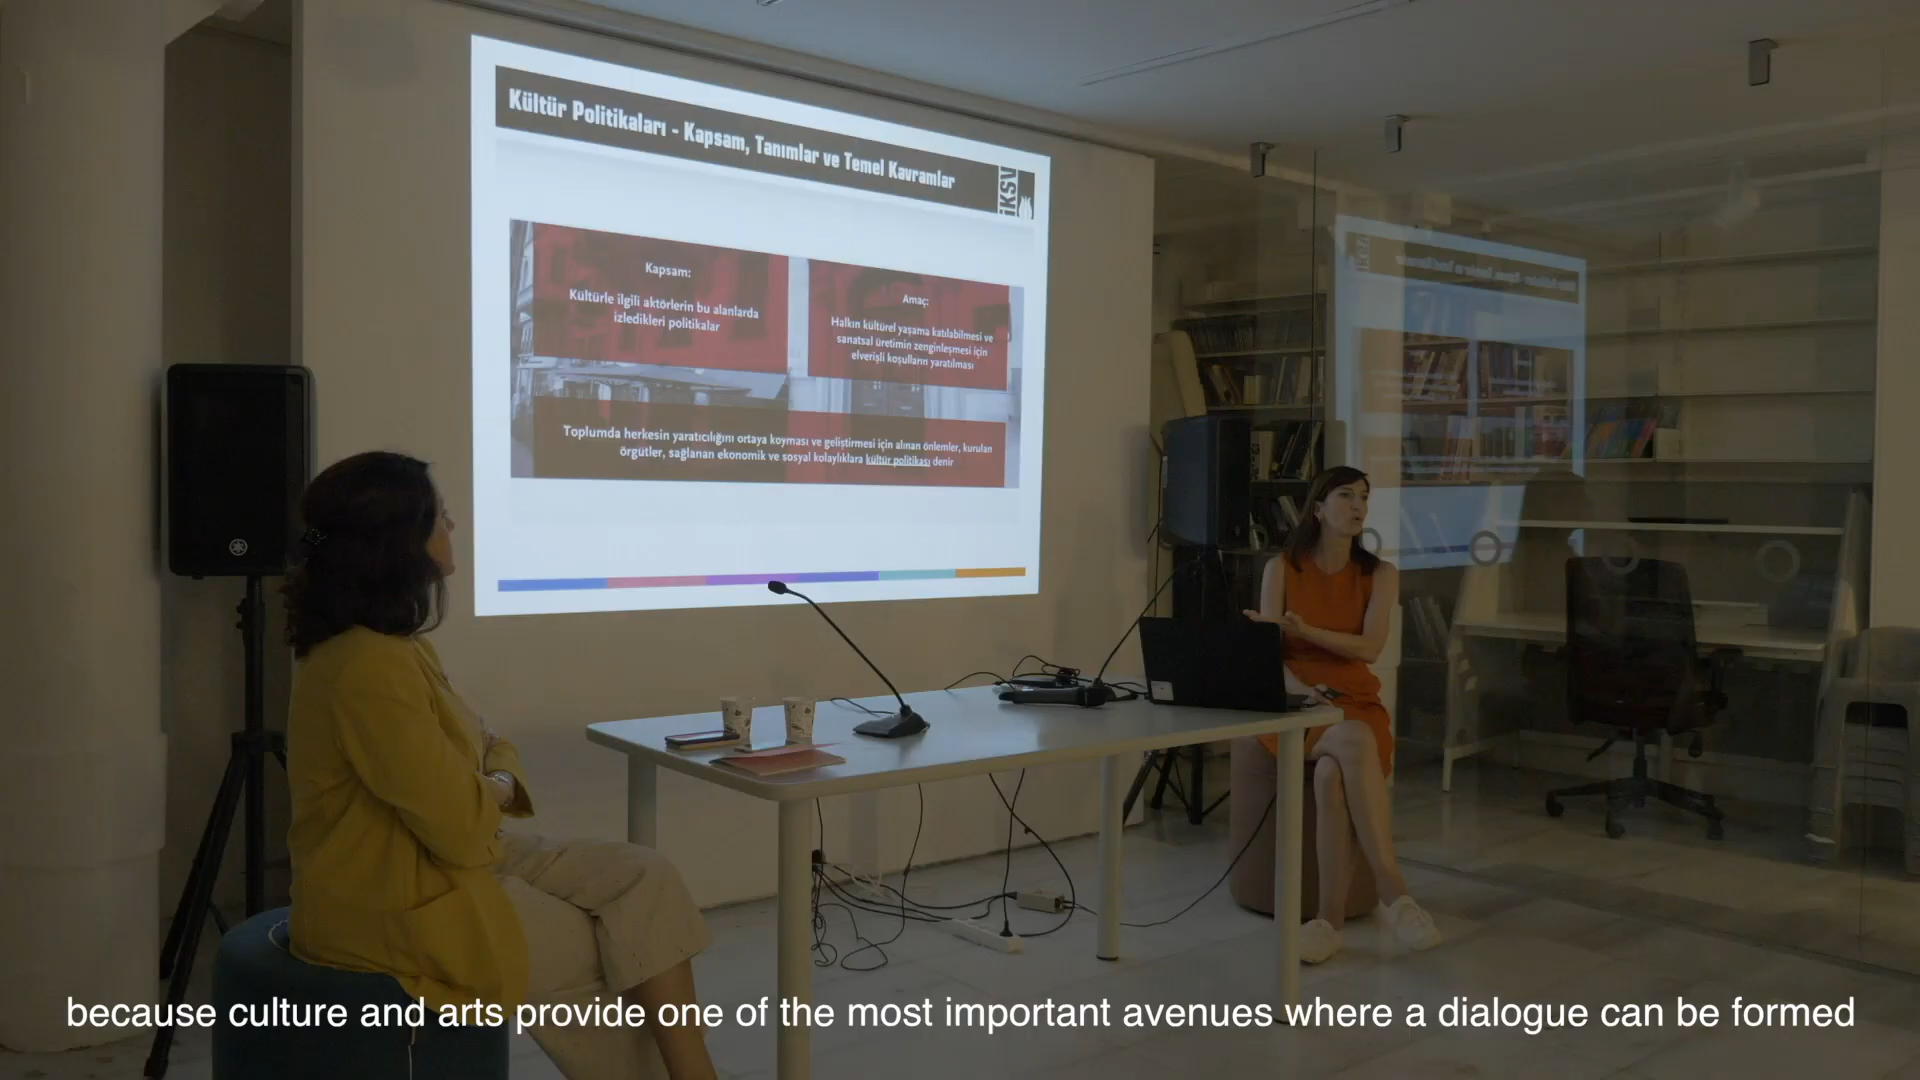 Kültür Politikaları - Kapsam, Tanımlar ve Temel Kavramlar
İKSV
Kapsam:
Kültürle ilgili aktörlerin bu alanlarda
izledikleri politikalar
Amaç:
Halkın kültürel yaşama katılabilmesi ve
sanatsal üretimin zenginleşmesi için
elverişli koşulların yaratılması
Toplumda herkesin yaratıcılığını ortaya koyması ve geliştirmesi için alınan önlemler, kurulan
örgütler, sağlanan ekonomik ve sosyal kolaylıklara kültür politikası denir
because culture and arts provide one of the most important avenues where a dialogue can be formed